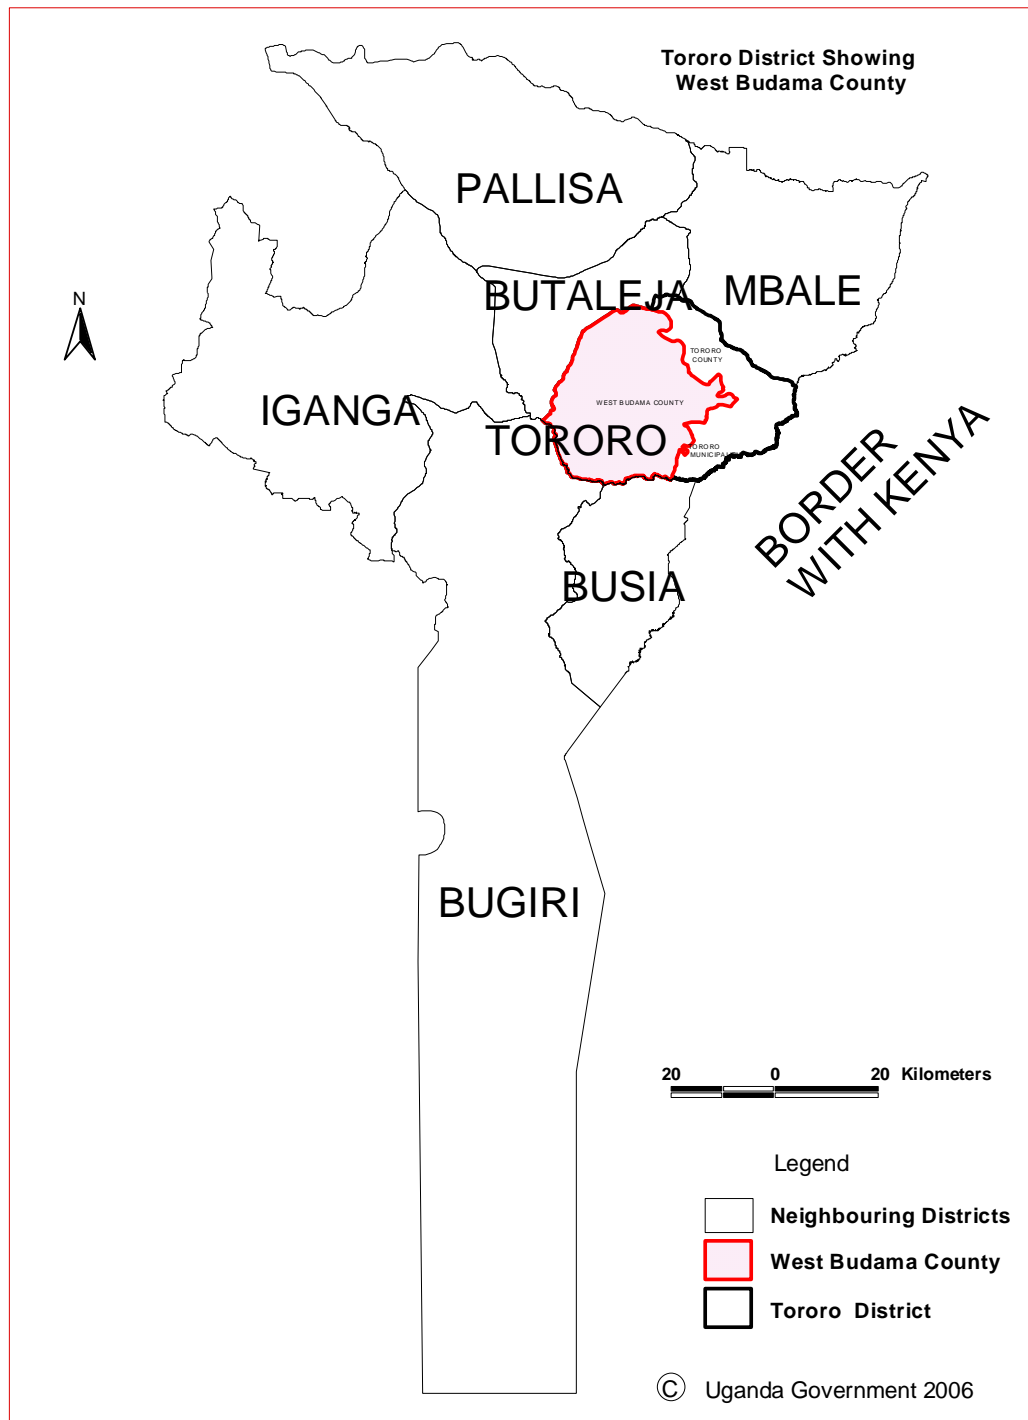 Tororo District Showing
West Budama County
PALLISA
BUTALEJA
MBALE
N
TORORO
COUNTY
IGANGA
WEST BUDAMA COUNTY
TORORO
TORORO
BORDER
WITH KENYA
BUSIA
BUGIRI
20 0 20 Kilometers
Legend
Neighbouring Districts
West Budama County
Tororo District
© Uganda Government 2006